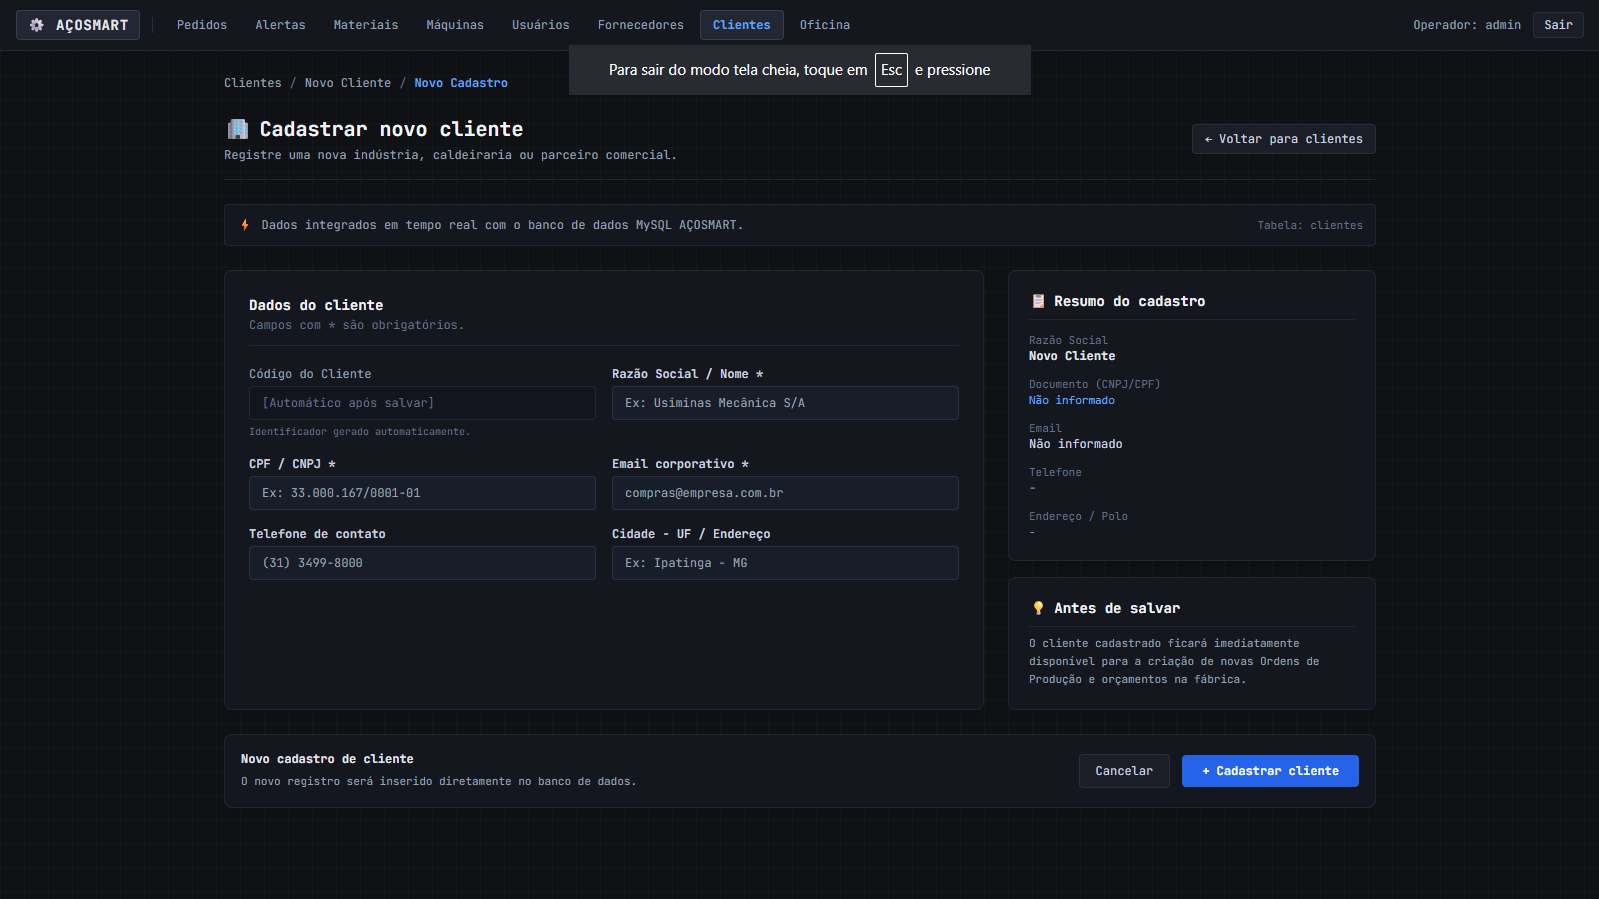 AÇOSMART Pedidos Alertas Materiais Máquinas Usuários Fornecedores Clientes Oficina Operador: admin Sair
Para sair do modo tela cheia, toque em Esc e pressione
Clientes / Novo Cliente / Novo Cadastro
Cadastrar novo cliente
Registre uma nova indústria, caldeiraria ou parceiro comercial.
← Voltar para clientes
Dados integrados em tempo real com o banco de dados MySQL AÇOSMART.
Tabela: clientes
Dados do cliente
Campos com * são obrigatórios.
Código do Cliente
[Automático após salvar]
Identificador gerado automaticamente.
Razão Social / Nome *
Ex: Usiminas Mecânica S/A
CPF / CNPJ *
Ex: 33.000.167/0001-01
Email corporativo *
compras@empresa.com.br
Telefone de contato
(31) 3499-8000
Cidade - UF / Endereço
Ex: Ipatinga - MG
Resumo do cadastro
Razão Social
Novo Cliente
Documento (CNPJ/CPF)
Não informado
Email
Não informado
Telefone
-
Endereço / Polo
-
Antes de salvar
O cliente cadastrado ficará imediatamente
disponível para a criação de novas Ordens de
Produção e orçamentos na fábrica.
Novo cadastro de cliente
O novo registro será inserido diretamente no banco de dados.
Cancelar
+ Cadastrar cliente